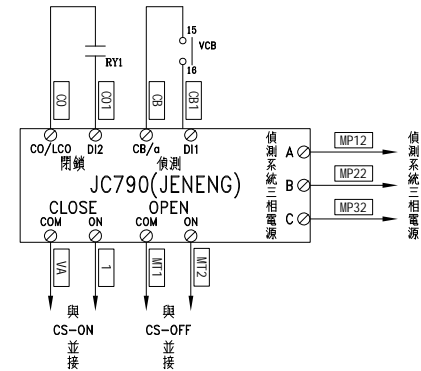 15
VCB
16
RY1
CO
CO1
CB
CB1
CO/LCO DI2 CB/a DI1
閉鎖 偵測
JC790(JENENG)
CLOSE OPEN
COM ON COM ON
偵測系統三相電源
A MP12
B MP22
C MP32
偵測系統三相電源
VA
1
MT1
MT2
與
CS-ON
並
接
與
CS-OFF
並
接